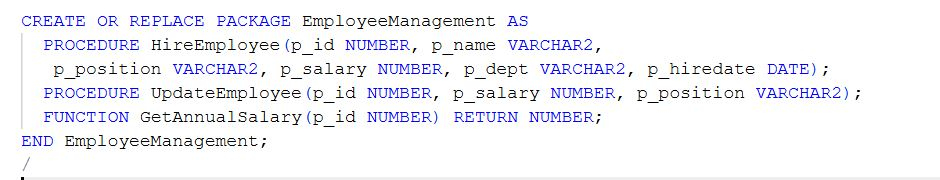 CREATE OR REPLACE PACKAGE EmployeeManagement AS
PROCEDURE HireEmployee(p_id NUMBER, p_name VARCHAR2,
p_position VARCHAR2, p_salary NUMBER, p_dept VARCHAR2, p_hiredate DATE);
PROCEDURE UpdateEmployee(p_id NUMBER, p_salary NUMBER, p_position VARCHAR2);
FUNCTION GetAnnualSalary(p_id NUMBER) RETURN NUMBER;
END EmployeeManagement;
/